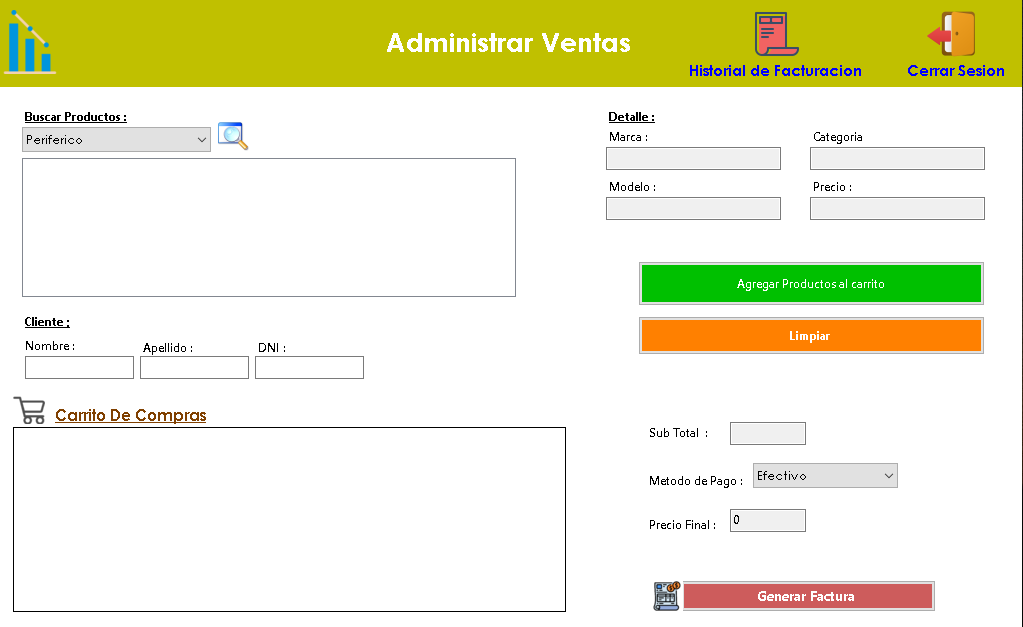 Administrar Ventas
Historial de Facturacion
Cerrar Sesion
Buscar Productos :
Periferico
Detalle :
Marca :
Categoria
Modelo :
Precio :
Agregar Productos al carrito
Limpiar
Cliente :
Nombre :
Apellido :
DNI :
Carrito De Compras
Sub Total :
Metodo de Pago :
Efectivo
Precio Final :
0
Generar Factura